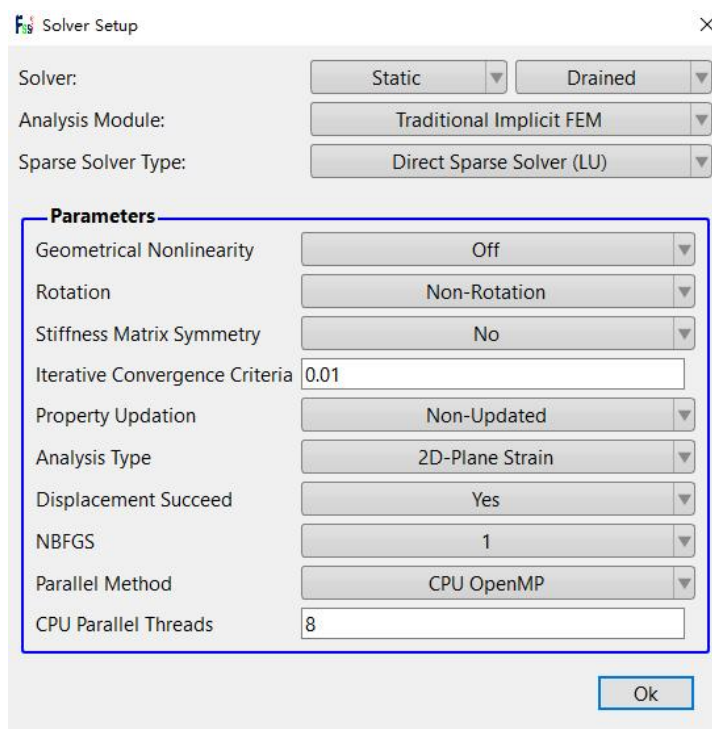 Fssi Solver Setup
Solver: Static Drained
Analysis Module: Traditional Implicit FEM
Sparse Solver Type: Direct Sparse Solver (LU)
Parameters
Geometrical Nonlinearity Off
Rotation Non-Rotation
Stiffness Matrix Symmetry No
Iterative Convergence Criteria 0.01
Property Updation Non-Updated
Analysis Type 2D-Plane Strain
Displacement Succeed Yes
NBFGS 1
Parallel Method CPU OpenMP
CPU Parallel Threads 8
Ok